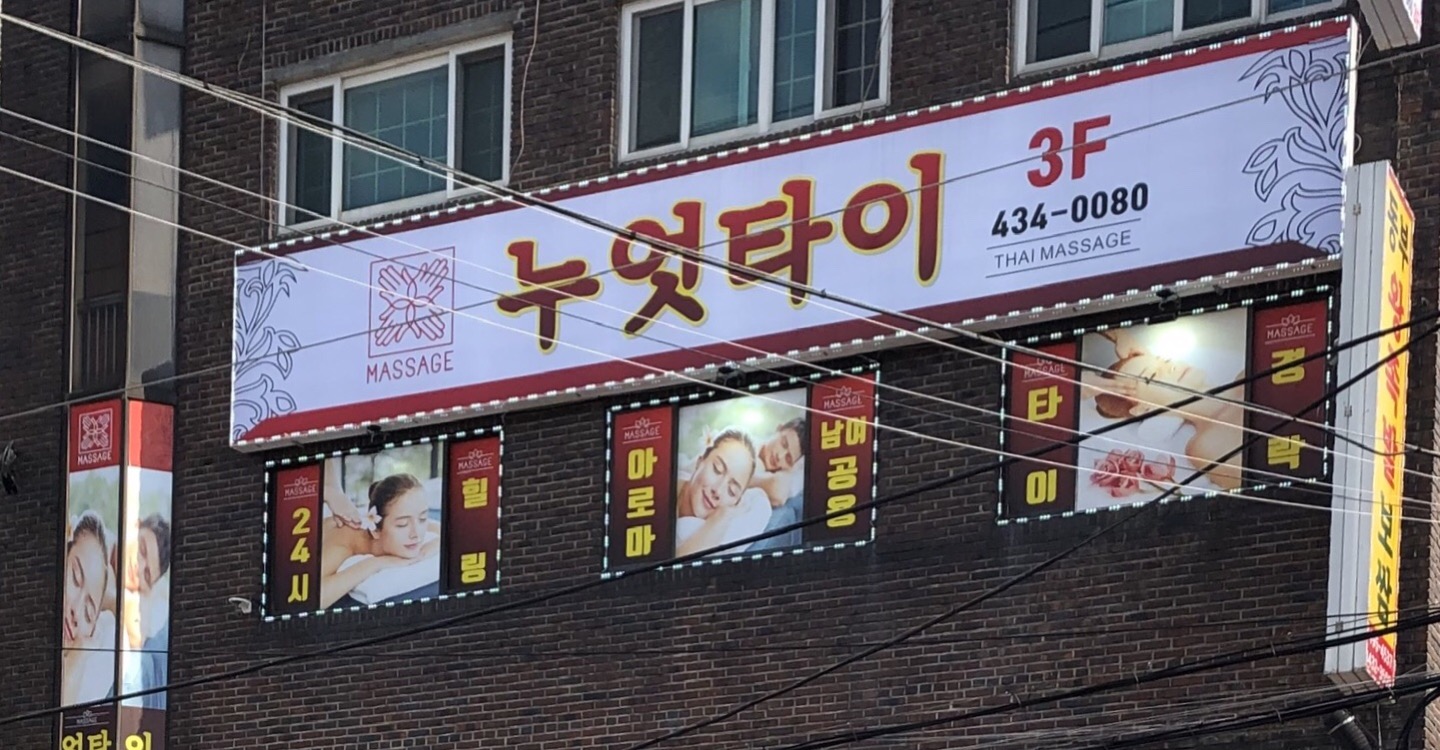 MASSAGE
누엇타이
3F
434-0080
THAI MASSAGE
MASSAGE
24시
MASSAGE
힐링
MASSAGE
아로마
MASSAGE
남여공용
MASSAGE
타이
MASSAGE
경락
MASSAGE
MASSAGE